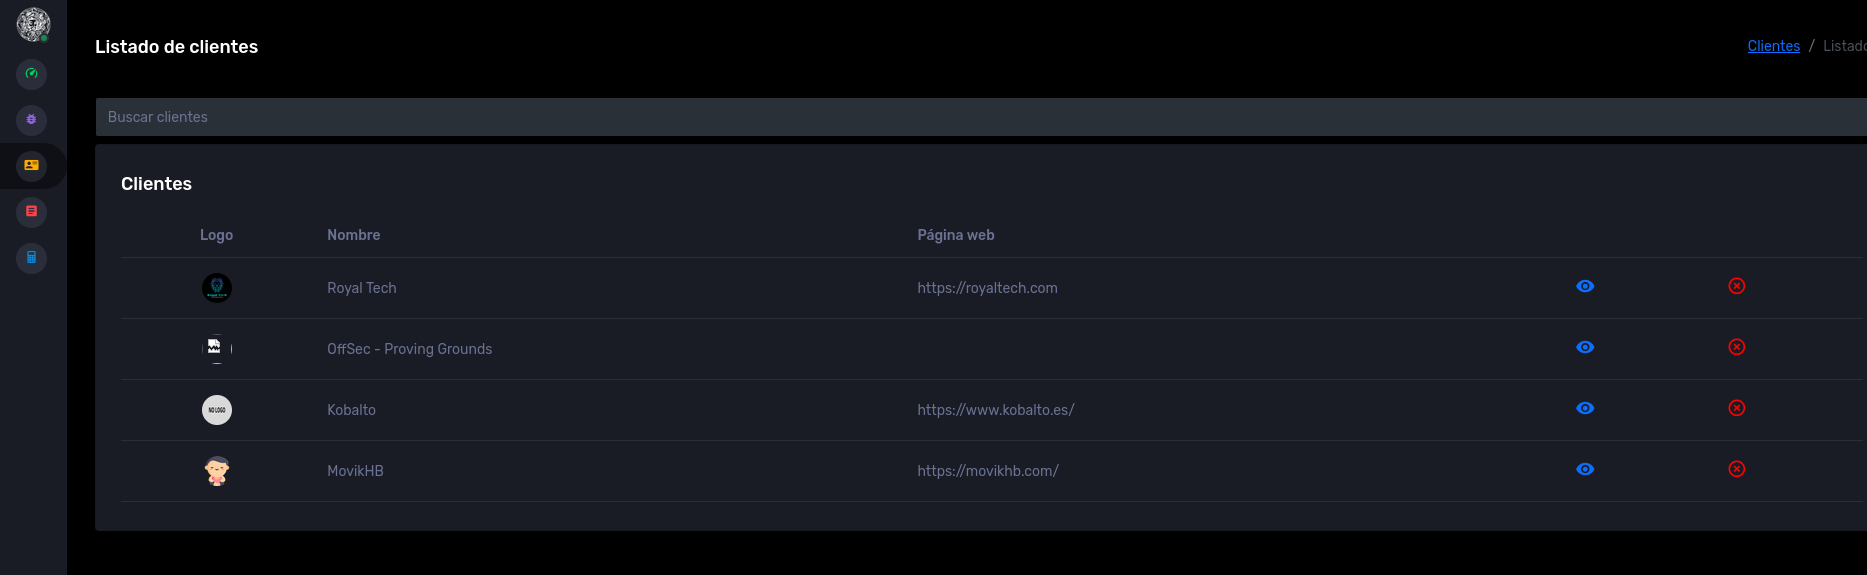 Listado de clientes
Clientes / Listado
Buscar clientes
Clientes
Logo Nombre Página web
Royal Tech https://royaltech.com
OffSec - Proving Grounds
NO LOGO Kobalto https://www.kobalto.es/
MovikHB https://movikhb.com/